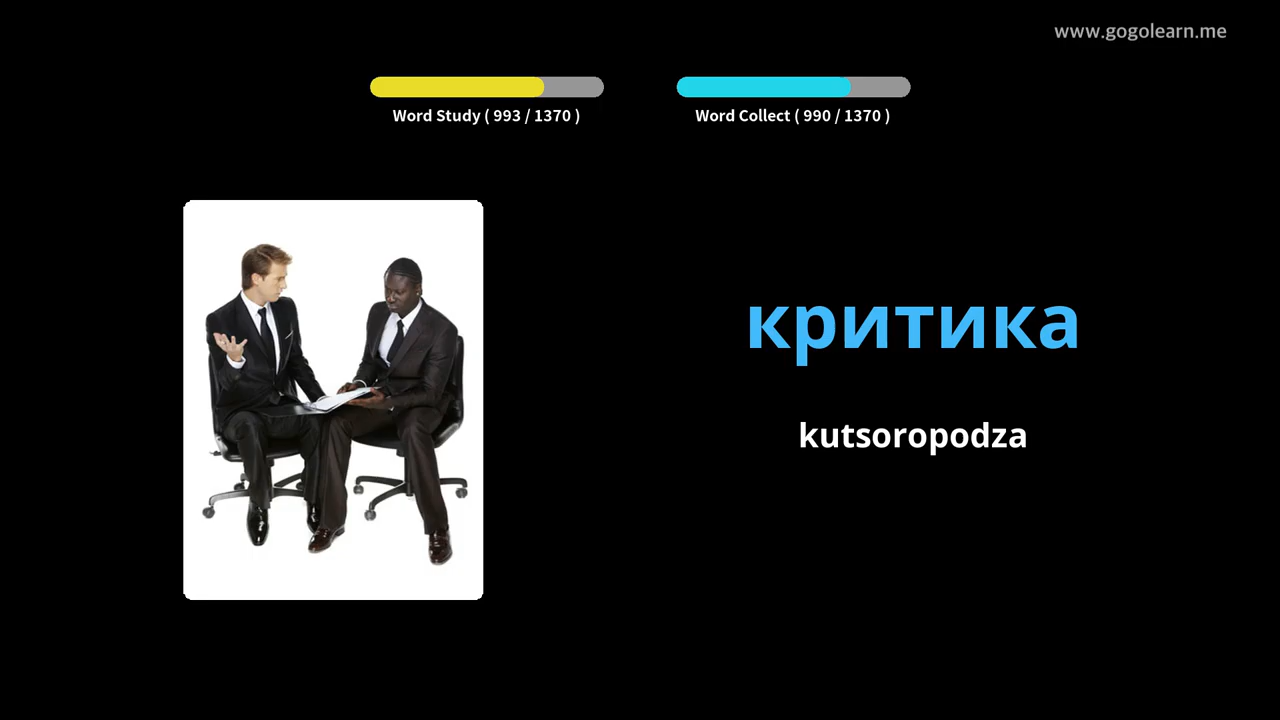 www.gogolearn.me
Word Study ( 993 / 1370 )
Word Collect ( 990 / 1370 )
критика
kutsoropodza